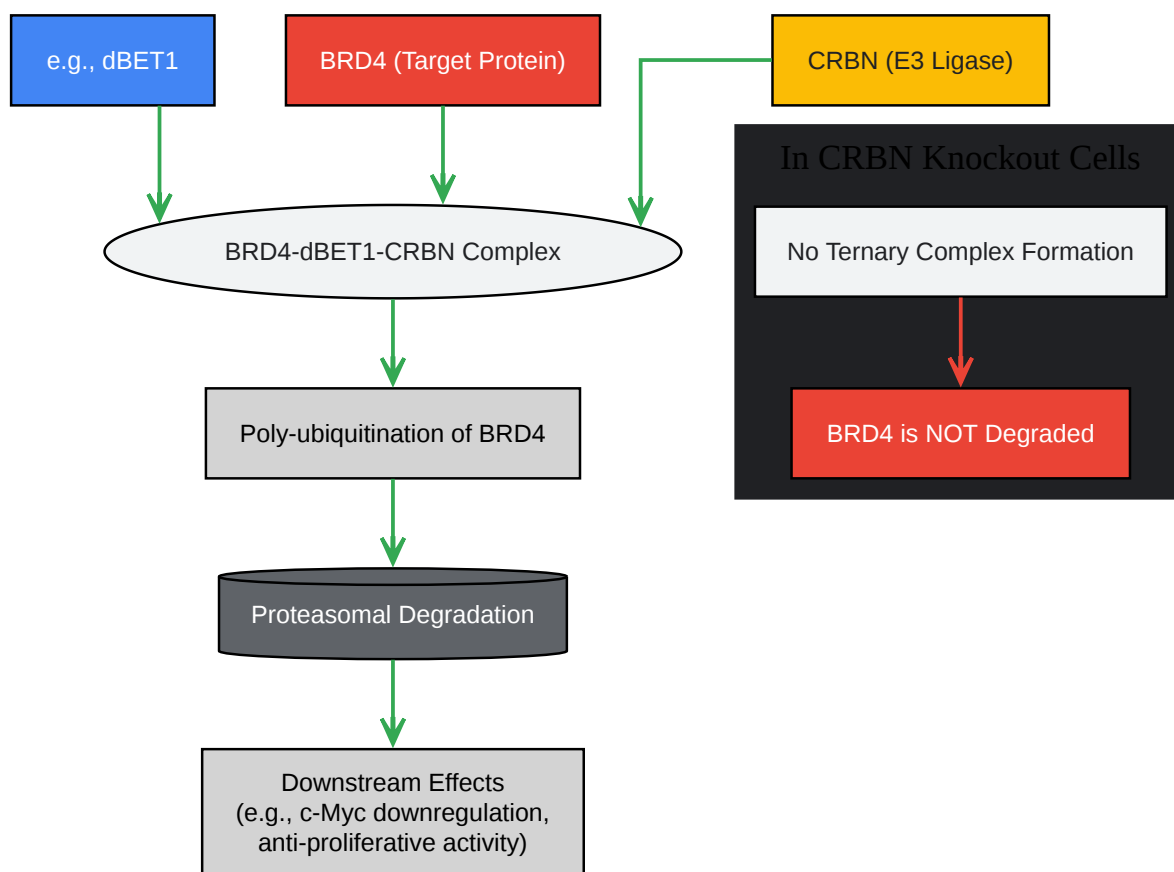 e.g., dBET1
BRD4 (Target Protein)
CRBN (E3 Ligase)
In CRBN Knockout Cells
BRD4-dBET1-CRBN Complex
No Ternary Complex Formation
Poly-ubiquitination of BRD4
BRD4 is NOT Degraded
Proteasomal Degradation
Downstream Effects
(e.g., c-Myc downregulation,
anti-proliferative activity)